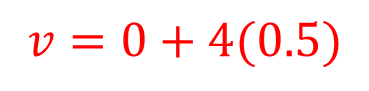 v = 0 + 4(0.5)